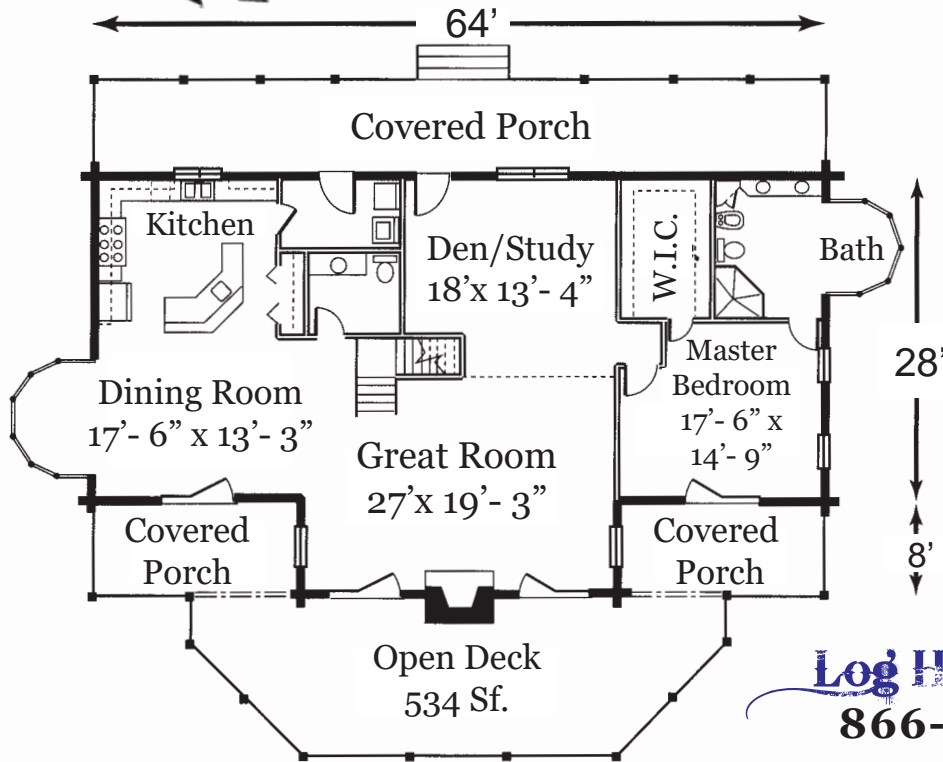 64’
Covered Porch
Kitchen
Den/Study
18’x 13’- 4”
W.I.C.
Bath
28’
Master
Bedroom
17’- 6” x
14’- 9”
Dining Room
17’- 6” x 13’- 3”
Great Room
27’x 19’- 3”
Covered
Porch
Covered
Porch
8’
Open Deck
534 Sf.
Log
866-